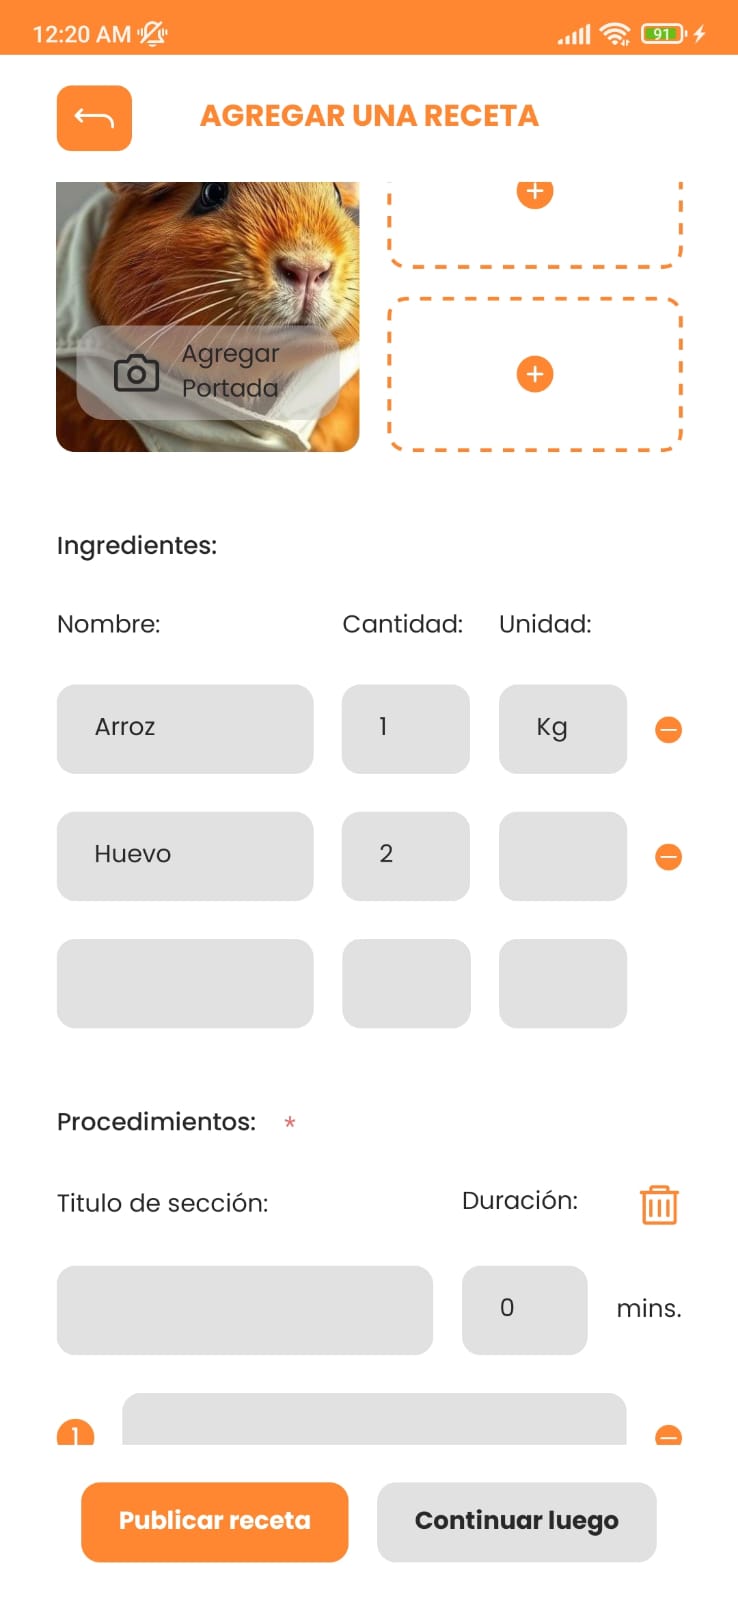 12:20 AM
91
AGREGAR UNA RECETA
Agregar
Portada
Ingredientes:
Nombre: Cantidad: Unidad:
Arroz 1 Kg
Huevo 2
Procedimientos: *
Titulo de sección: Duración:
0 mins.
1
Publicar receta Continuar luego